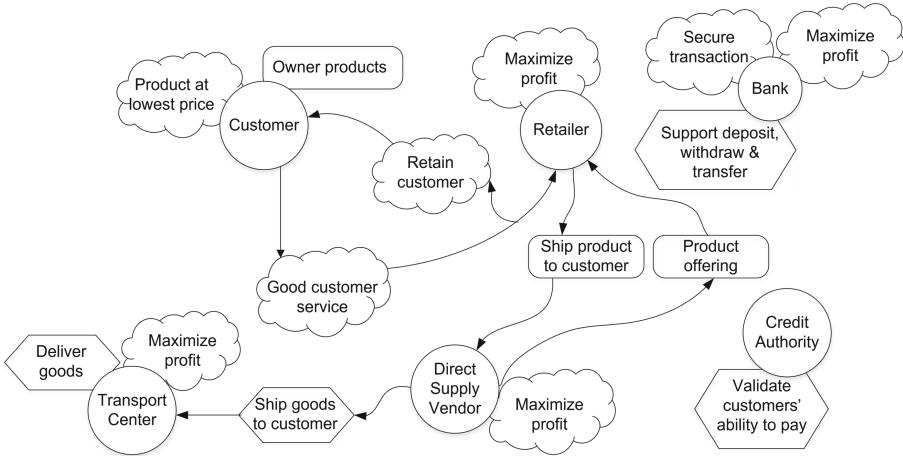 Product at
lowest price
Owner products
Customer
Maximize
profit
Retailer
Secure
transaction
Maximize
profit
Bank
Support deposit,
withdraw &
transfer
Retain
customer
Good customer
service
Ship product
to customer
Product
offering
Deliver
goods
Maximize
profit
Transport
Center
Ship goods
to customer
Direct
Supply
Vendor
Maximize
profit
Credit
Authority
Validate
customers'
ability to pay